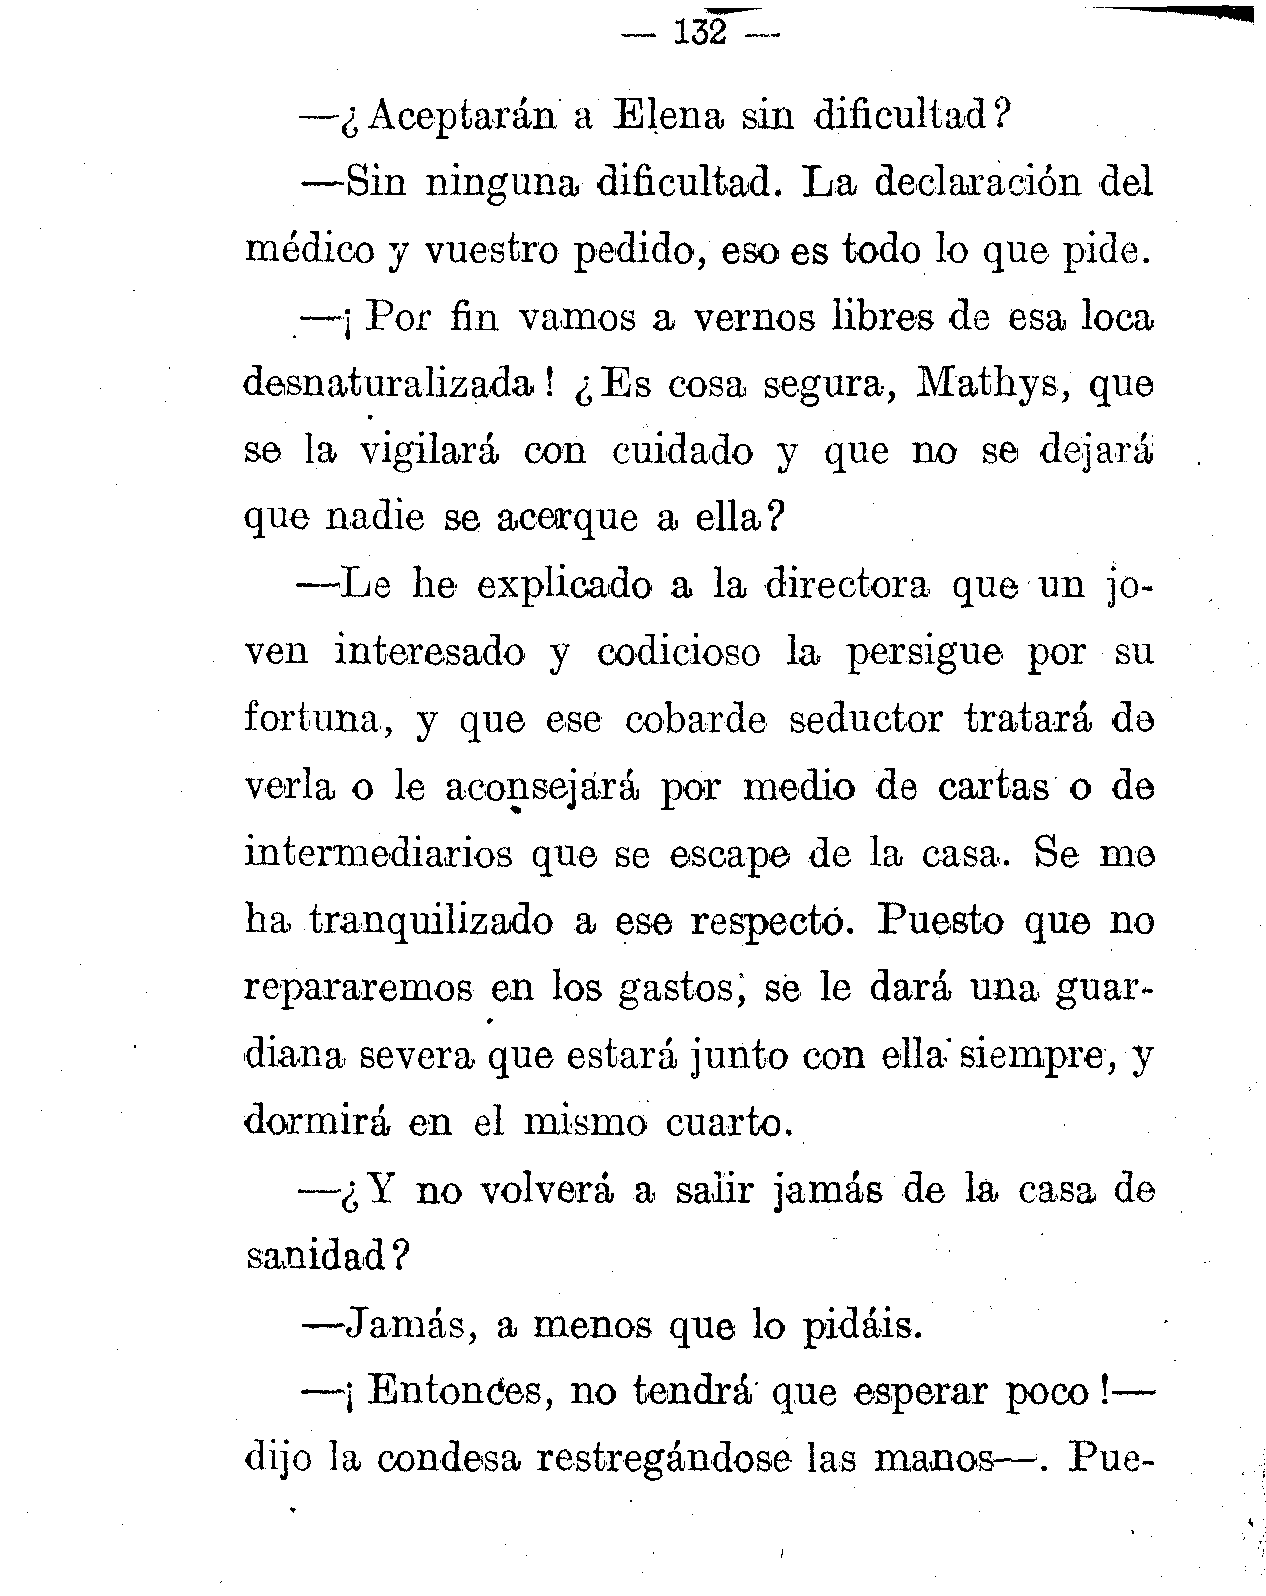 — 132 —
—¿Aceptarán a Elena sin dificultad?
—Sin ninguna dificultad. La declaración del
médico y vuestro pedido, eso es todo lo que pide.
—¡Por fin vamos a vernos libres de esa loca
desnaturalizada! ¿Es cosa segura, Mathys, que
se la vigilará con cuidado y que no se dejará
que nadie se acerque a ella?
—Le he explicado a la directora que un jo-
ven interesado y codicioso la persigue por su
fortuna, y que ese cobarde seductor tratará de
verla o le aconsejará por medio de cartas o de
intermediarios que se escape de la casa. Se me
ha tranquilizado a ese respecto. Puesto que no
repararemos en los gastos, se le dará una guar-
diana severa que estará junto con ella siempre, y
dormirá en el mismo cuarto.
—¿Y no volverá a salir jamás de la casa de
sanidad?
—Jamás, a menos que lo pidáis.
—¡Entonces, no tendrá que esperar poco!—
dijo la condesa restregándose las manos—. Pue-